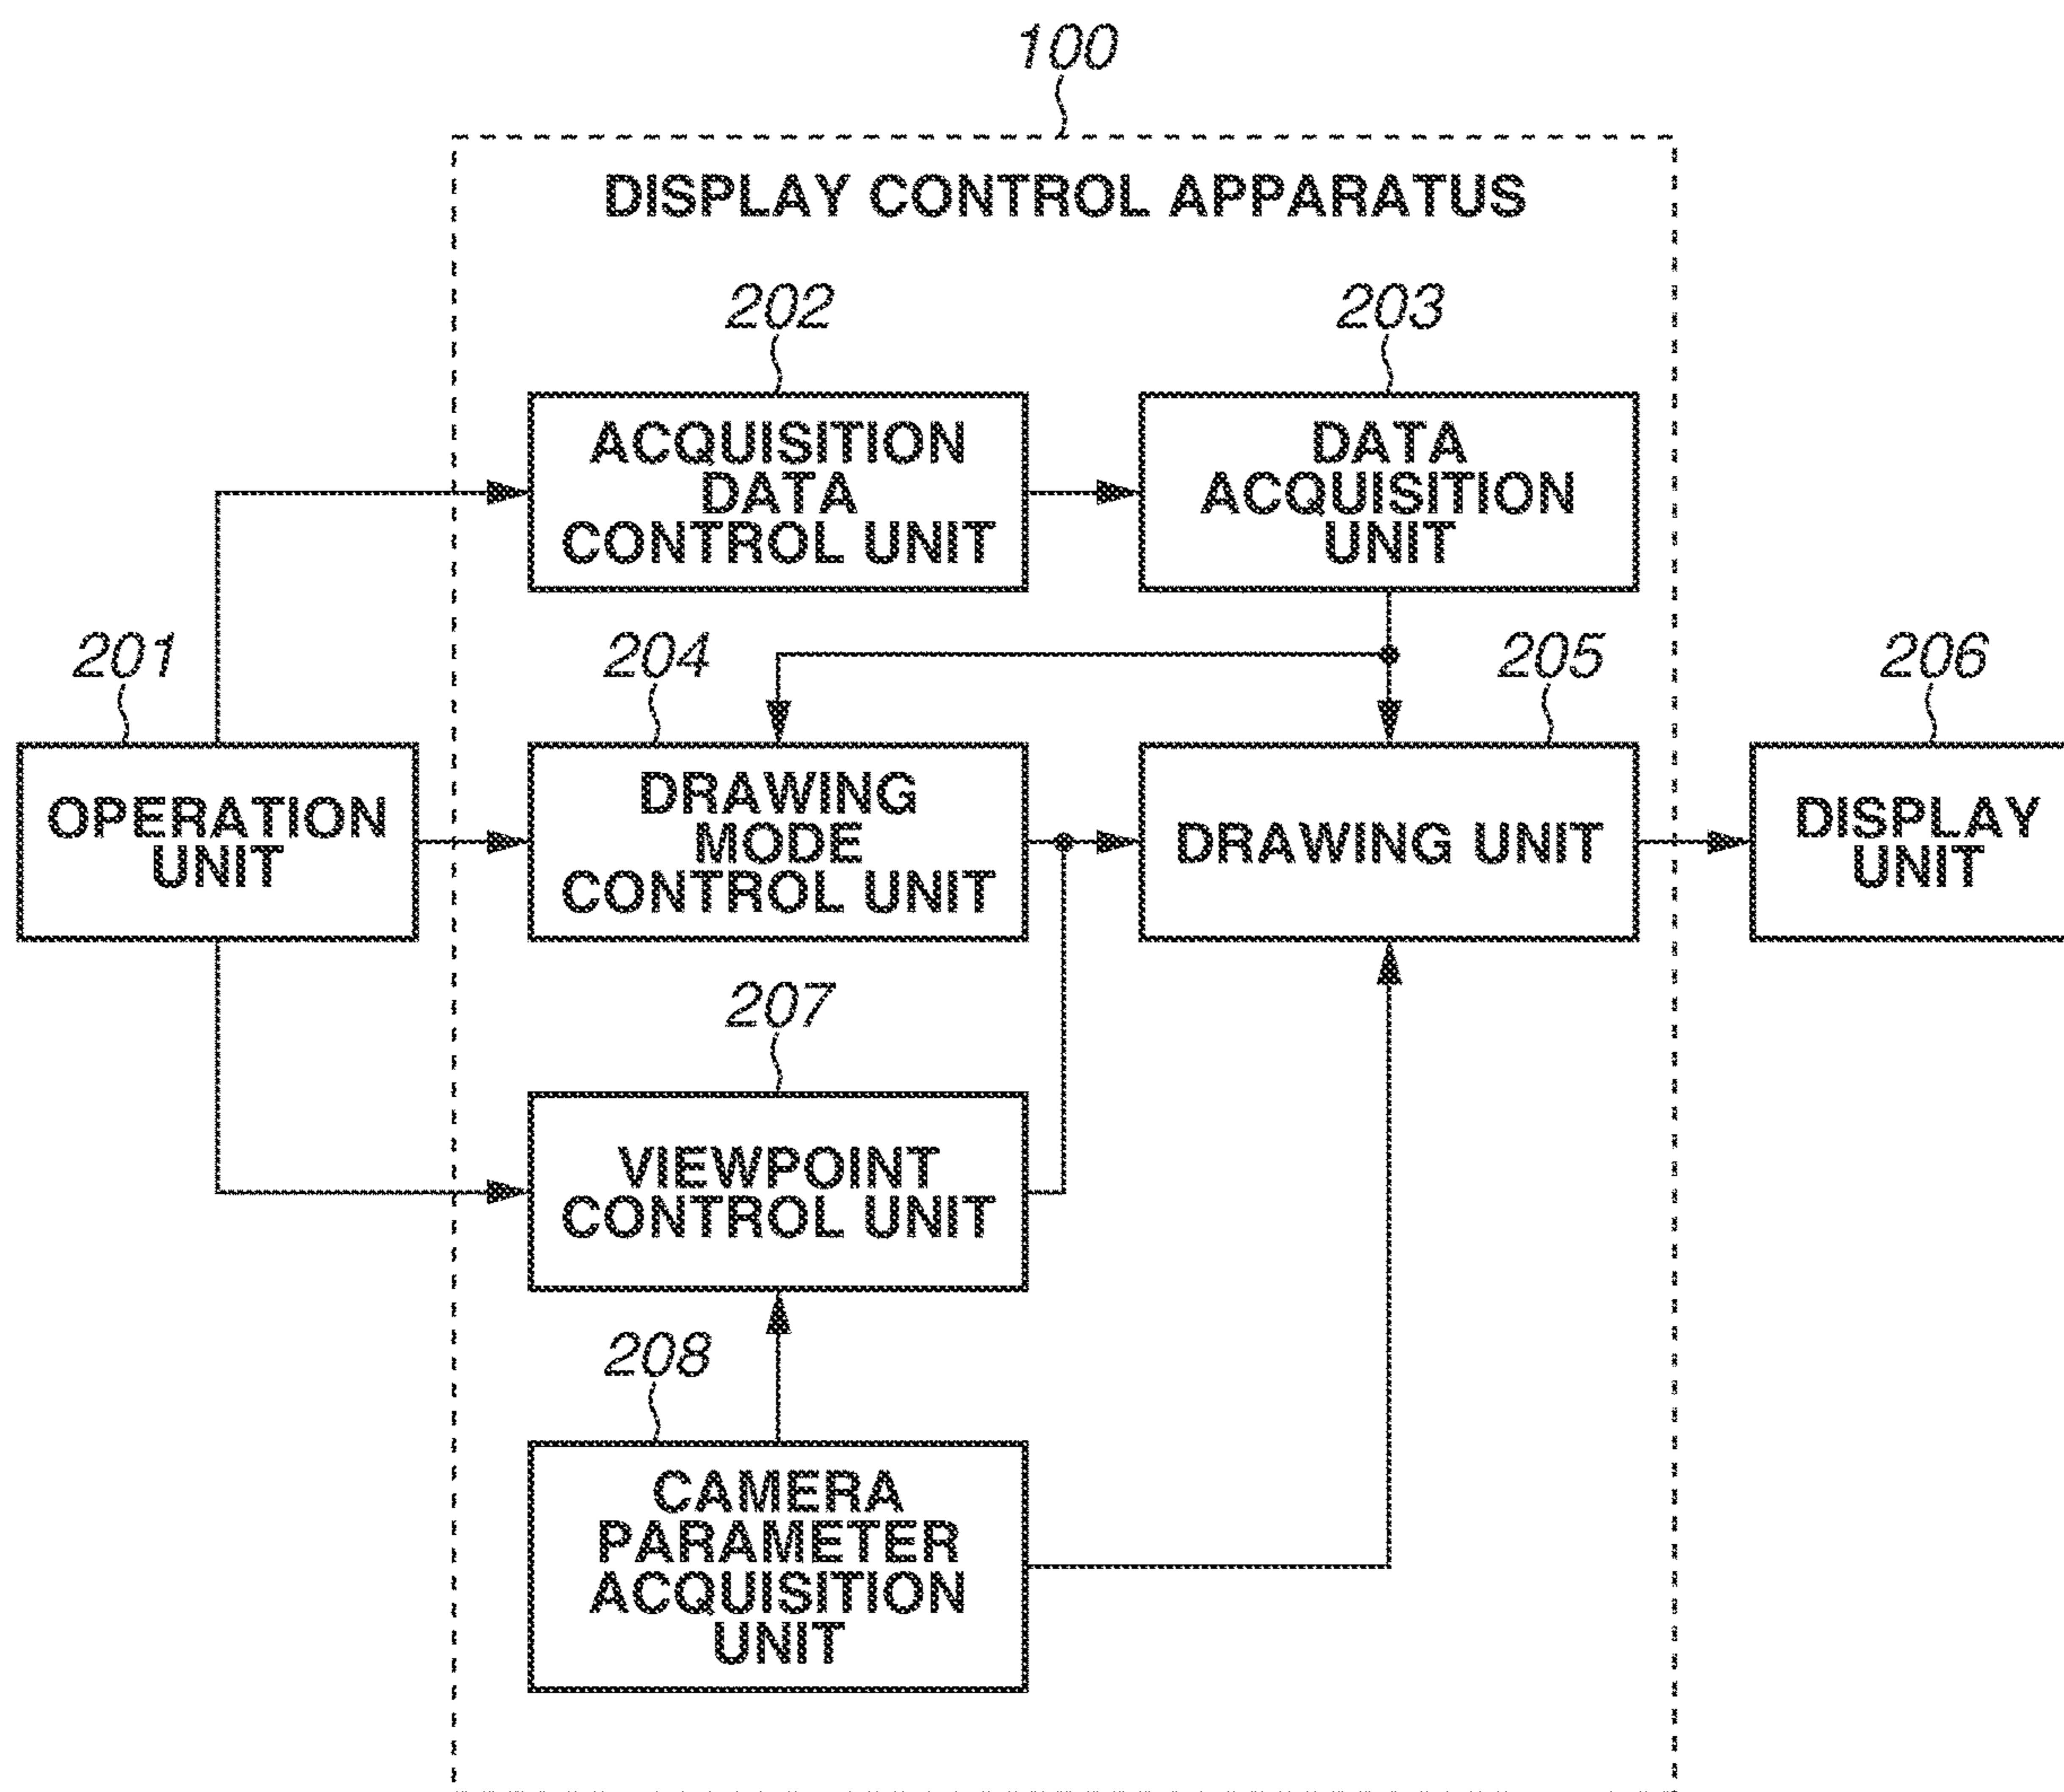 100
DISPLAY CONTROL APPARATUS
202
203
ACQUISITION
DATA
CONTROL UNIT
DATA
ACQUISITION
UNIT
201
204
205
206
OPERATION
UNIT
DRAWING
MODE
CONTROL UNIT
DRAWING UNIT
DISPLAY
UNIT
207
VIEWPOINT
CONTROL UNIT
208
CAMERA
PARAMETER
ACQUISITION
UNIT